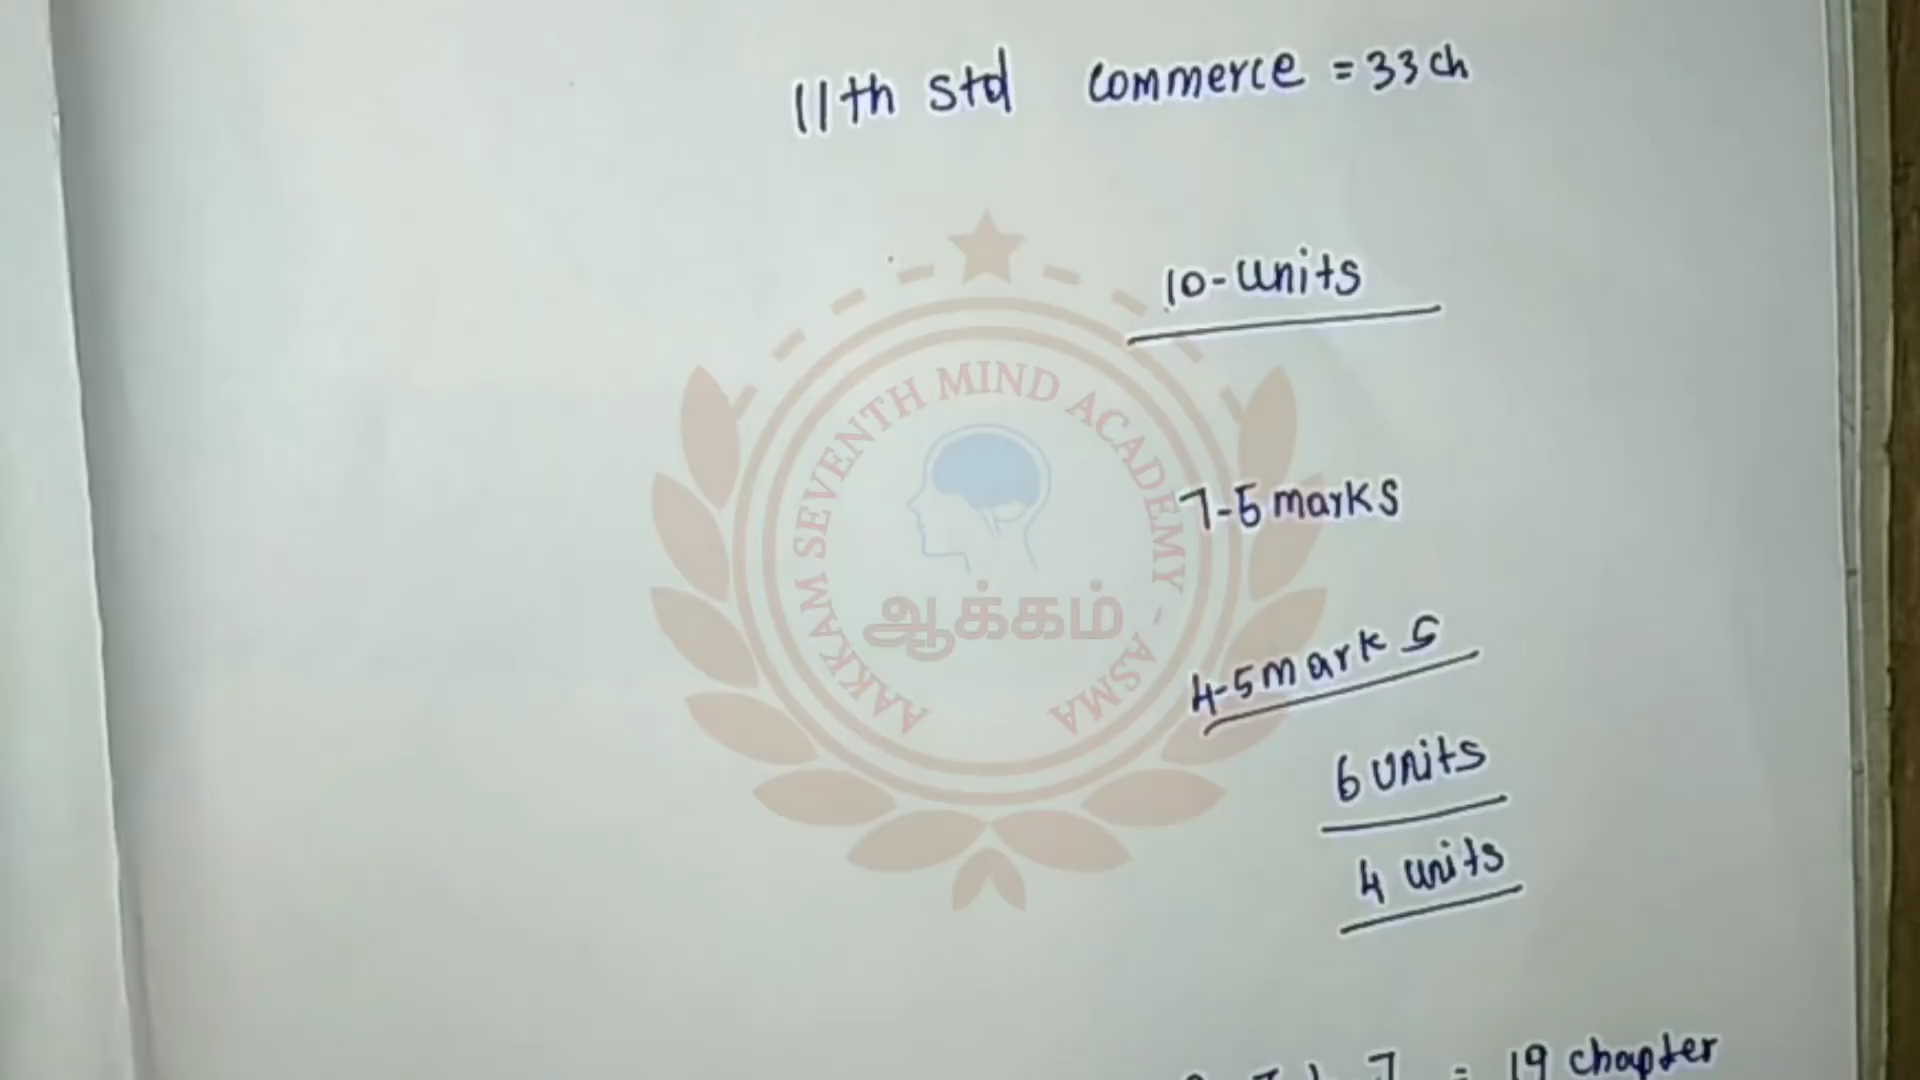 11th std commerce = 33 ch
10-units
AAKKAM SEVENTH MIND ACADEMY - ASMA
ஆக்கம்
7-5 marks
4-5 marks
6 units
4 units
7 = 19 chapter